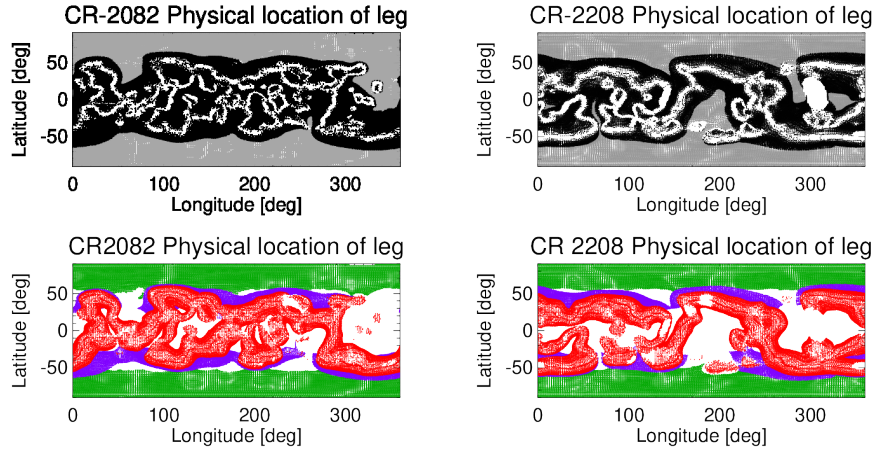 CR-2082 Physical location of leg
50
0
-50
Latitude [deg]
0 100 200 300
Longitude [deg]
CR-2208 Physical location of leg
50
0
-50
Latitude [deg]
0 100 200 300
Longitude [deg]
CR2082 Physical location of leg
50
0
-50
Latitude [deg]
0 100 200 300
Longitude [deg]
CR 2208 Physical location of leg
50
0
-50
Latitude [deg]
0 100 200 300
Longitude [deg]